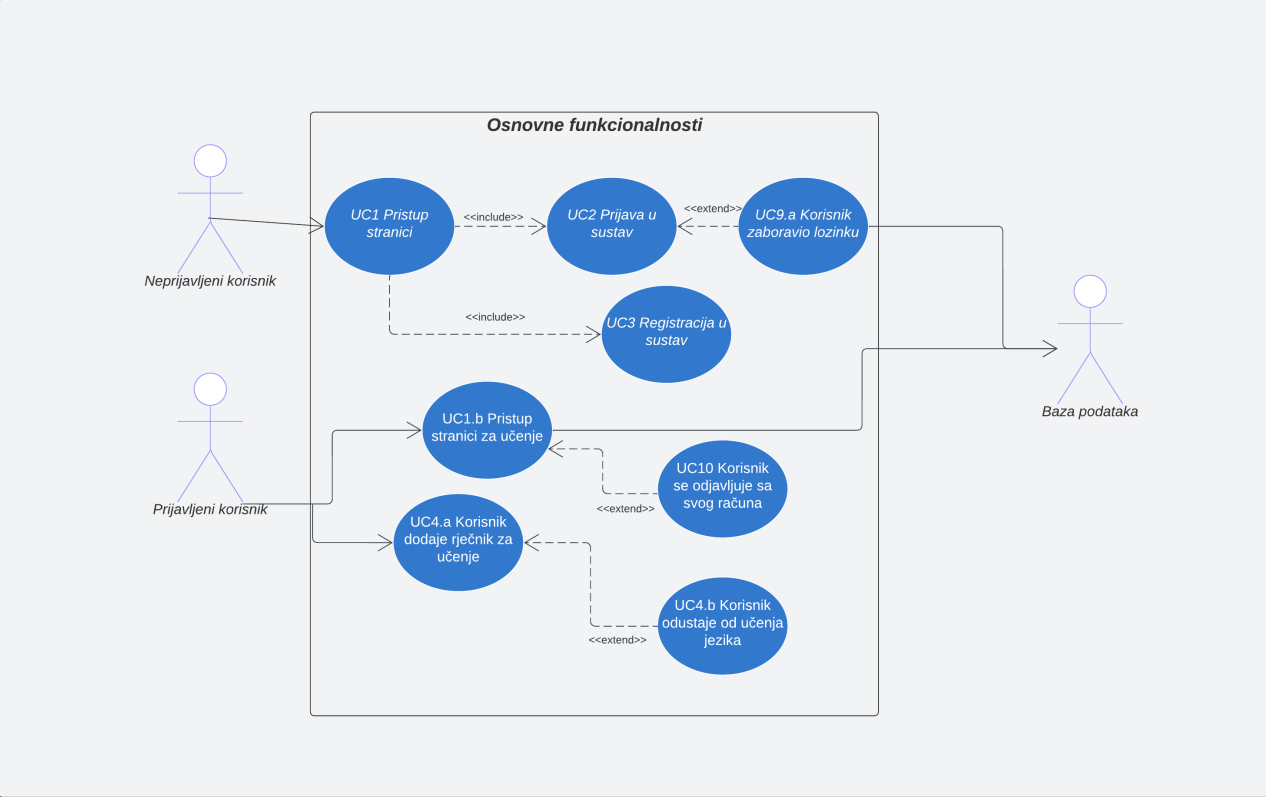 Osnovne funkcionalnosti
Neprijavljeni korisnik
UC1 Pristup
stranici
<<include>>
UC2 Prijava u
sustav
<<extend>>
UC9.a Korisnik
zaboravio lozinku
<<include>>
UC3 Registracija u
sustav
Baza podataka
Prijavljeni korisnik
UC1.b Pristup
stranici za učenje
UC10 Korisnik
se odjavljuje sa
svog računa
<<extend>>
UC4.a Korisnik
dodaje rječnik za
učenje
UC4.b Korisnik
odustaje od učenja
jezika
<<extend>>